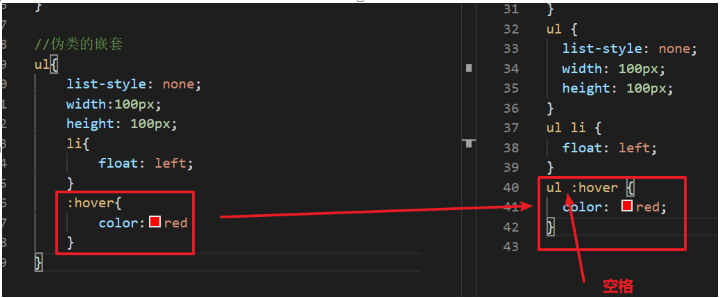 }
//伪类的嵌套
ul{
list-style: none;
width:100px;
height: 100px;
li{
float: left;
}
:hover{
color:red
}
}
31 }
32 ul {
33 list-style: none;
34 width: 100px;
35 height: 100px;
36 }
37 ul li {
38 float: left;
39 }
40 ul :hover {
41 color: red;
42 }
43
空格